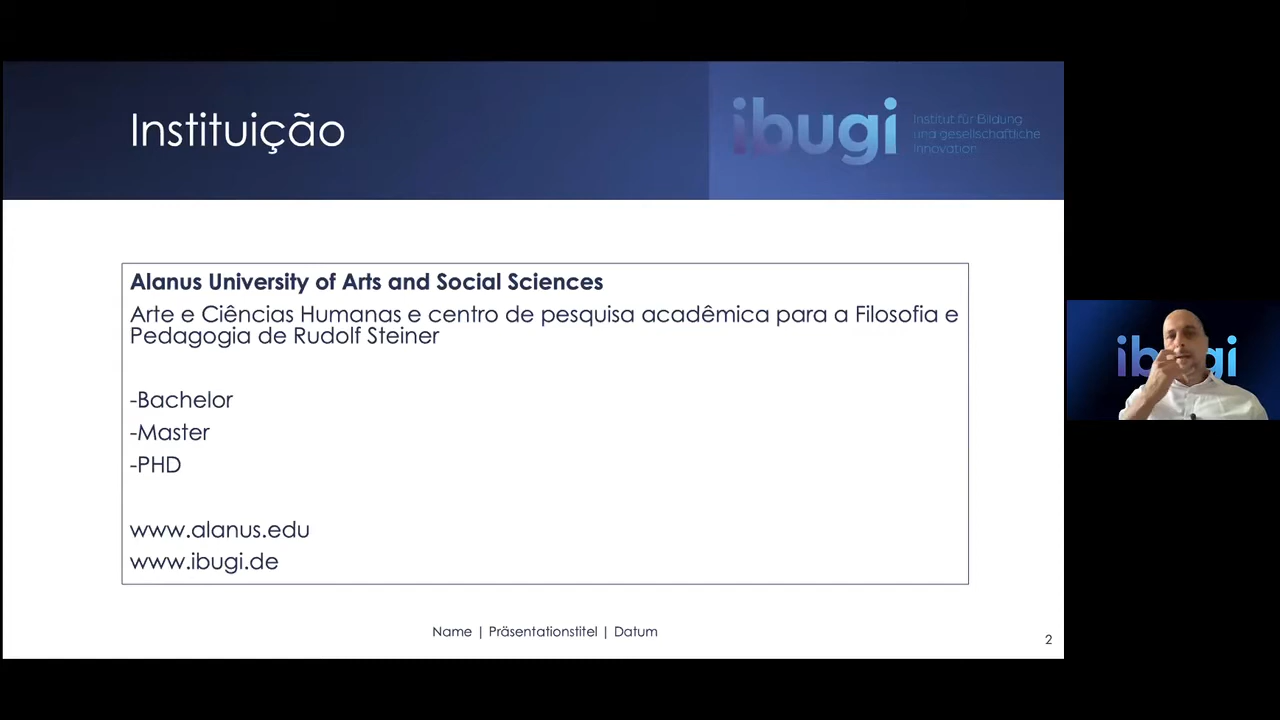 Instituição
ibugi
Institut für Bildung
und gesellschaftliche
Innovation
Alanus University of Arts and Social Sciences
Arte e Ciências Humanas e centro de pesquisa acadêmica para a Filosofia e
Pedagogia de Rudolf Steiner
-Bachelor
-Master
-PHD
www.alanus.edu
www.ibugi.de
Name | Präsentationstitel | Datum
2